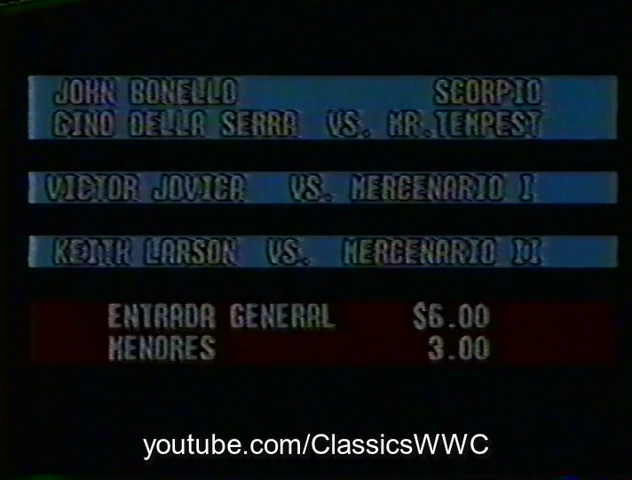 JOHN BONELLO SCORPIO
GINO DELLA SERRA VS. MR.TEMPEST
VICTOR JOVICA VS. MERCENARIO I
KEITH LARSON VS. MERCENARIO II
ENTRADA GENERAL $6.00
MENORES 3.00
youtube.com/ClassicsWWC